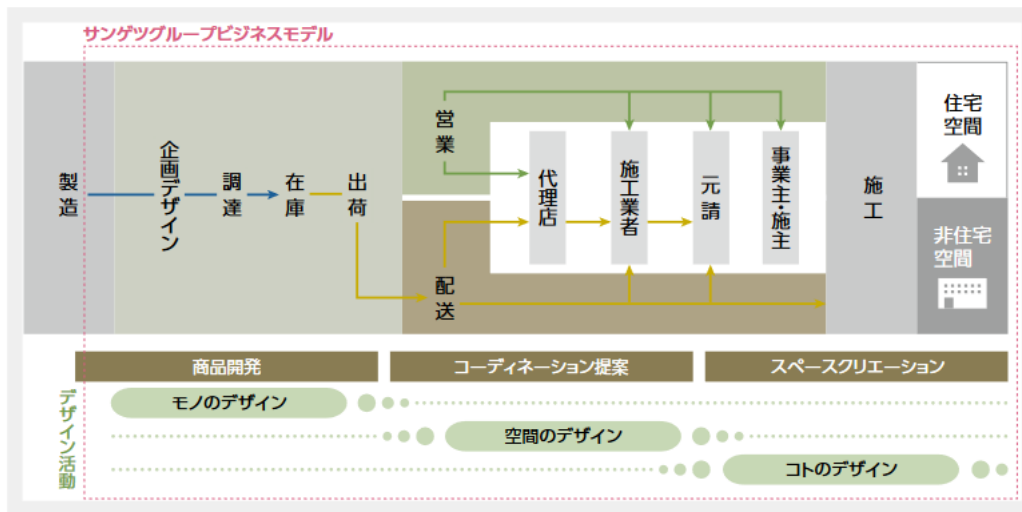 サンゲツグループビジネスモデル
製造
企画デザイン
調達
在庫
出荷
営業
配送
代理店
施工業者
元請
事業主・施主
施工
住宅
空間
非住宅
空間
商品開発
コーディネーション提案
スペースクリエーション
デザイン活動
モノのデザイン
空間のデザイン
コトのデザイン